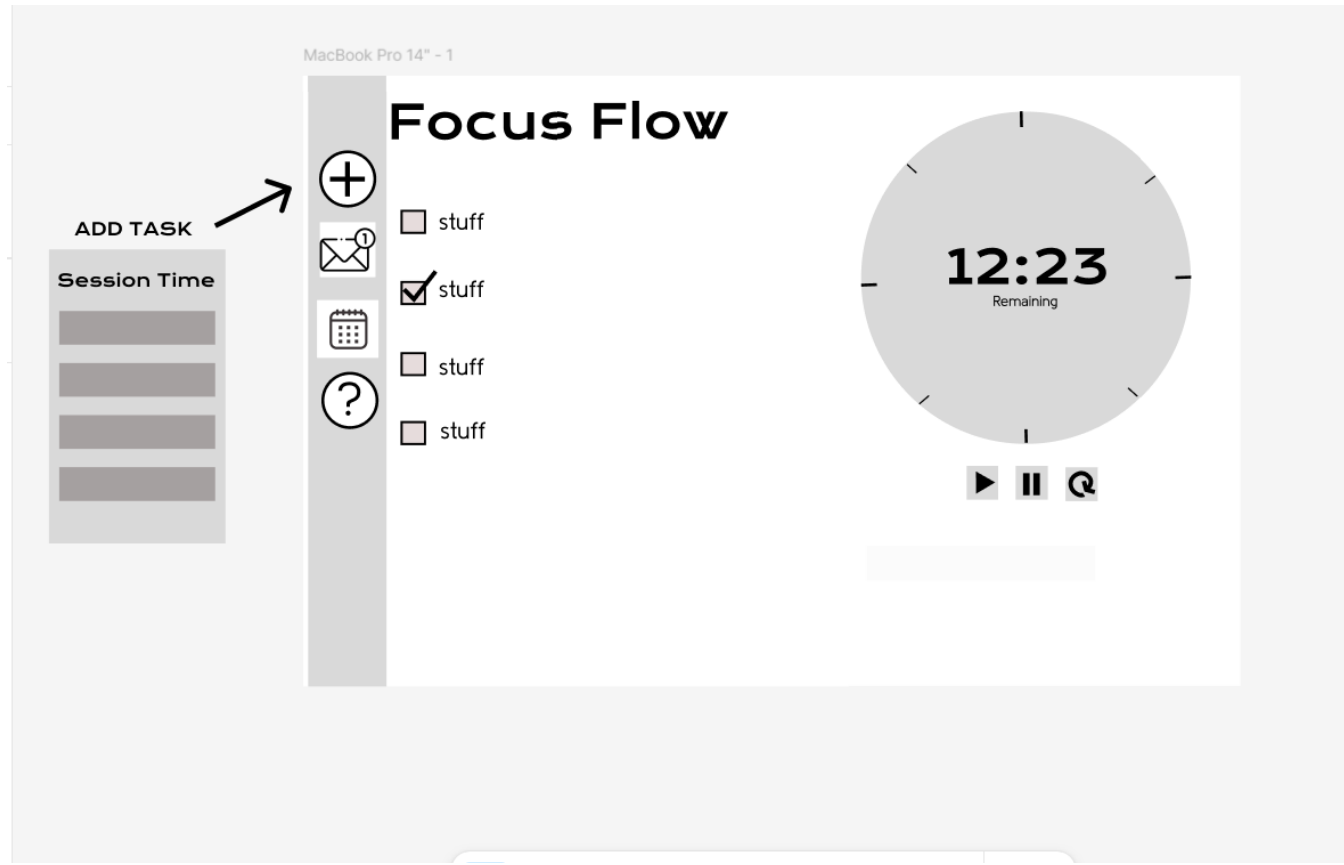 MacBook Pro 14" - 1
Focus Flow
ADD TASK
Session Time
1
?
stuff
stuff
stuff
stuff
12:23
Remaining